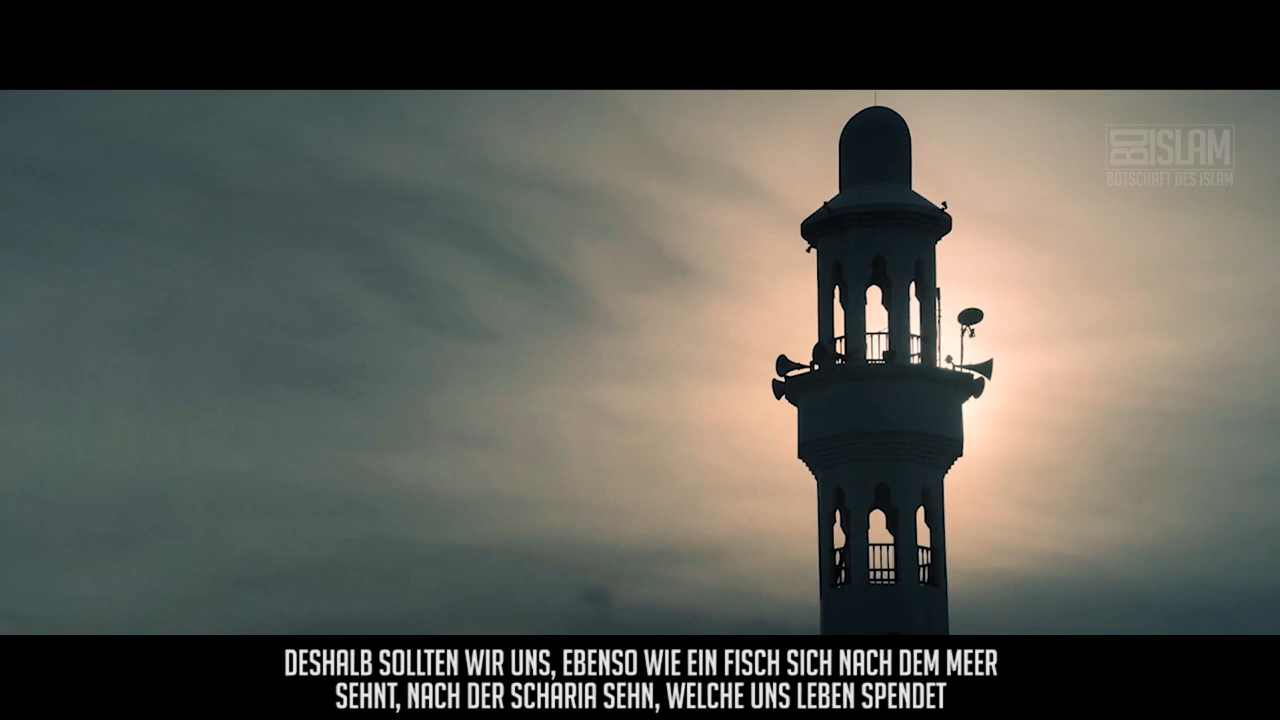 BDISLAM
BOTSCHAFT DES ISLAM
DESHALB SOLLTEN WIR UNS, EBENSO WIE EIN FISCH SICH NACH DEM MEER
SEHNT, NACH DER SCHARIA SEHN, WELCHE UNS LEBEN SPENDET